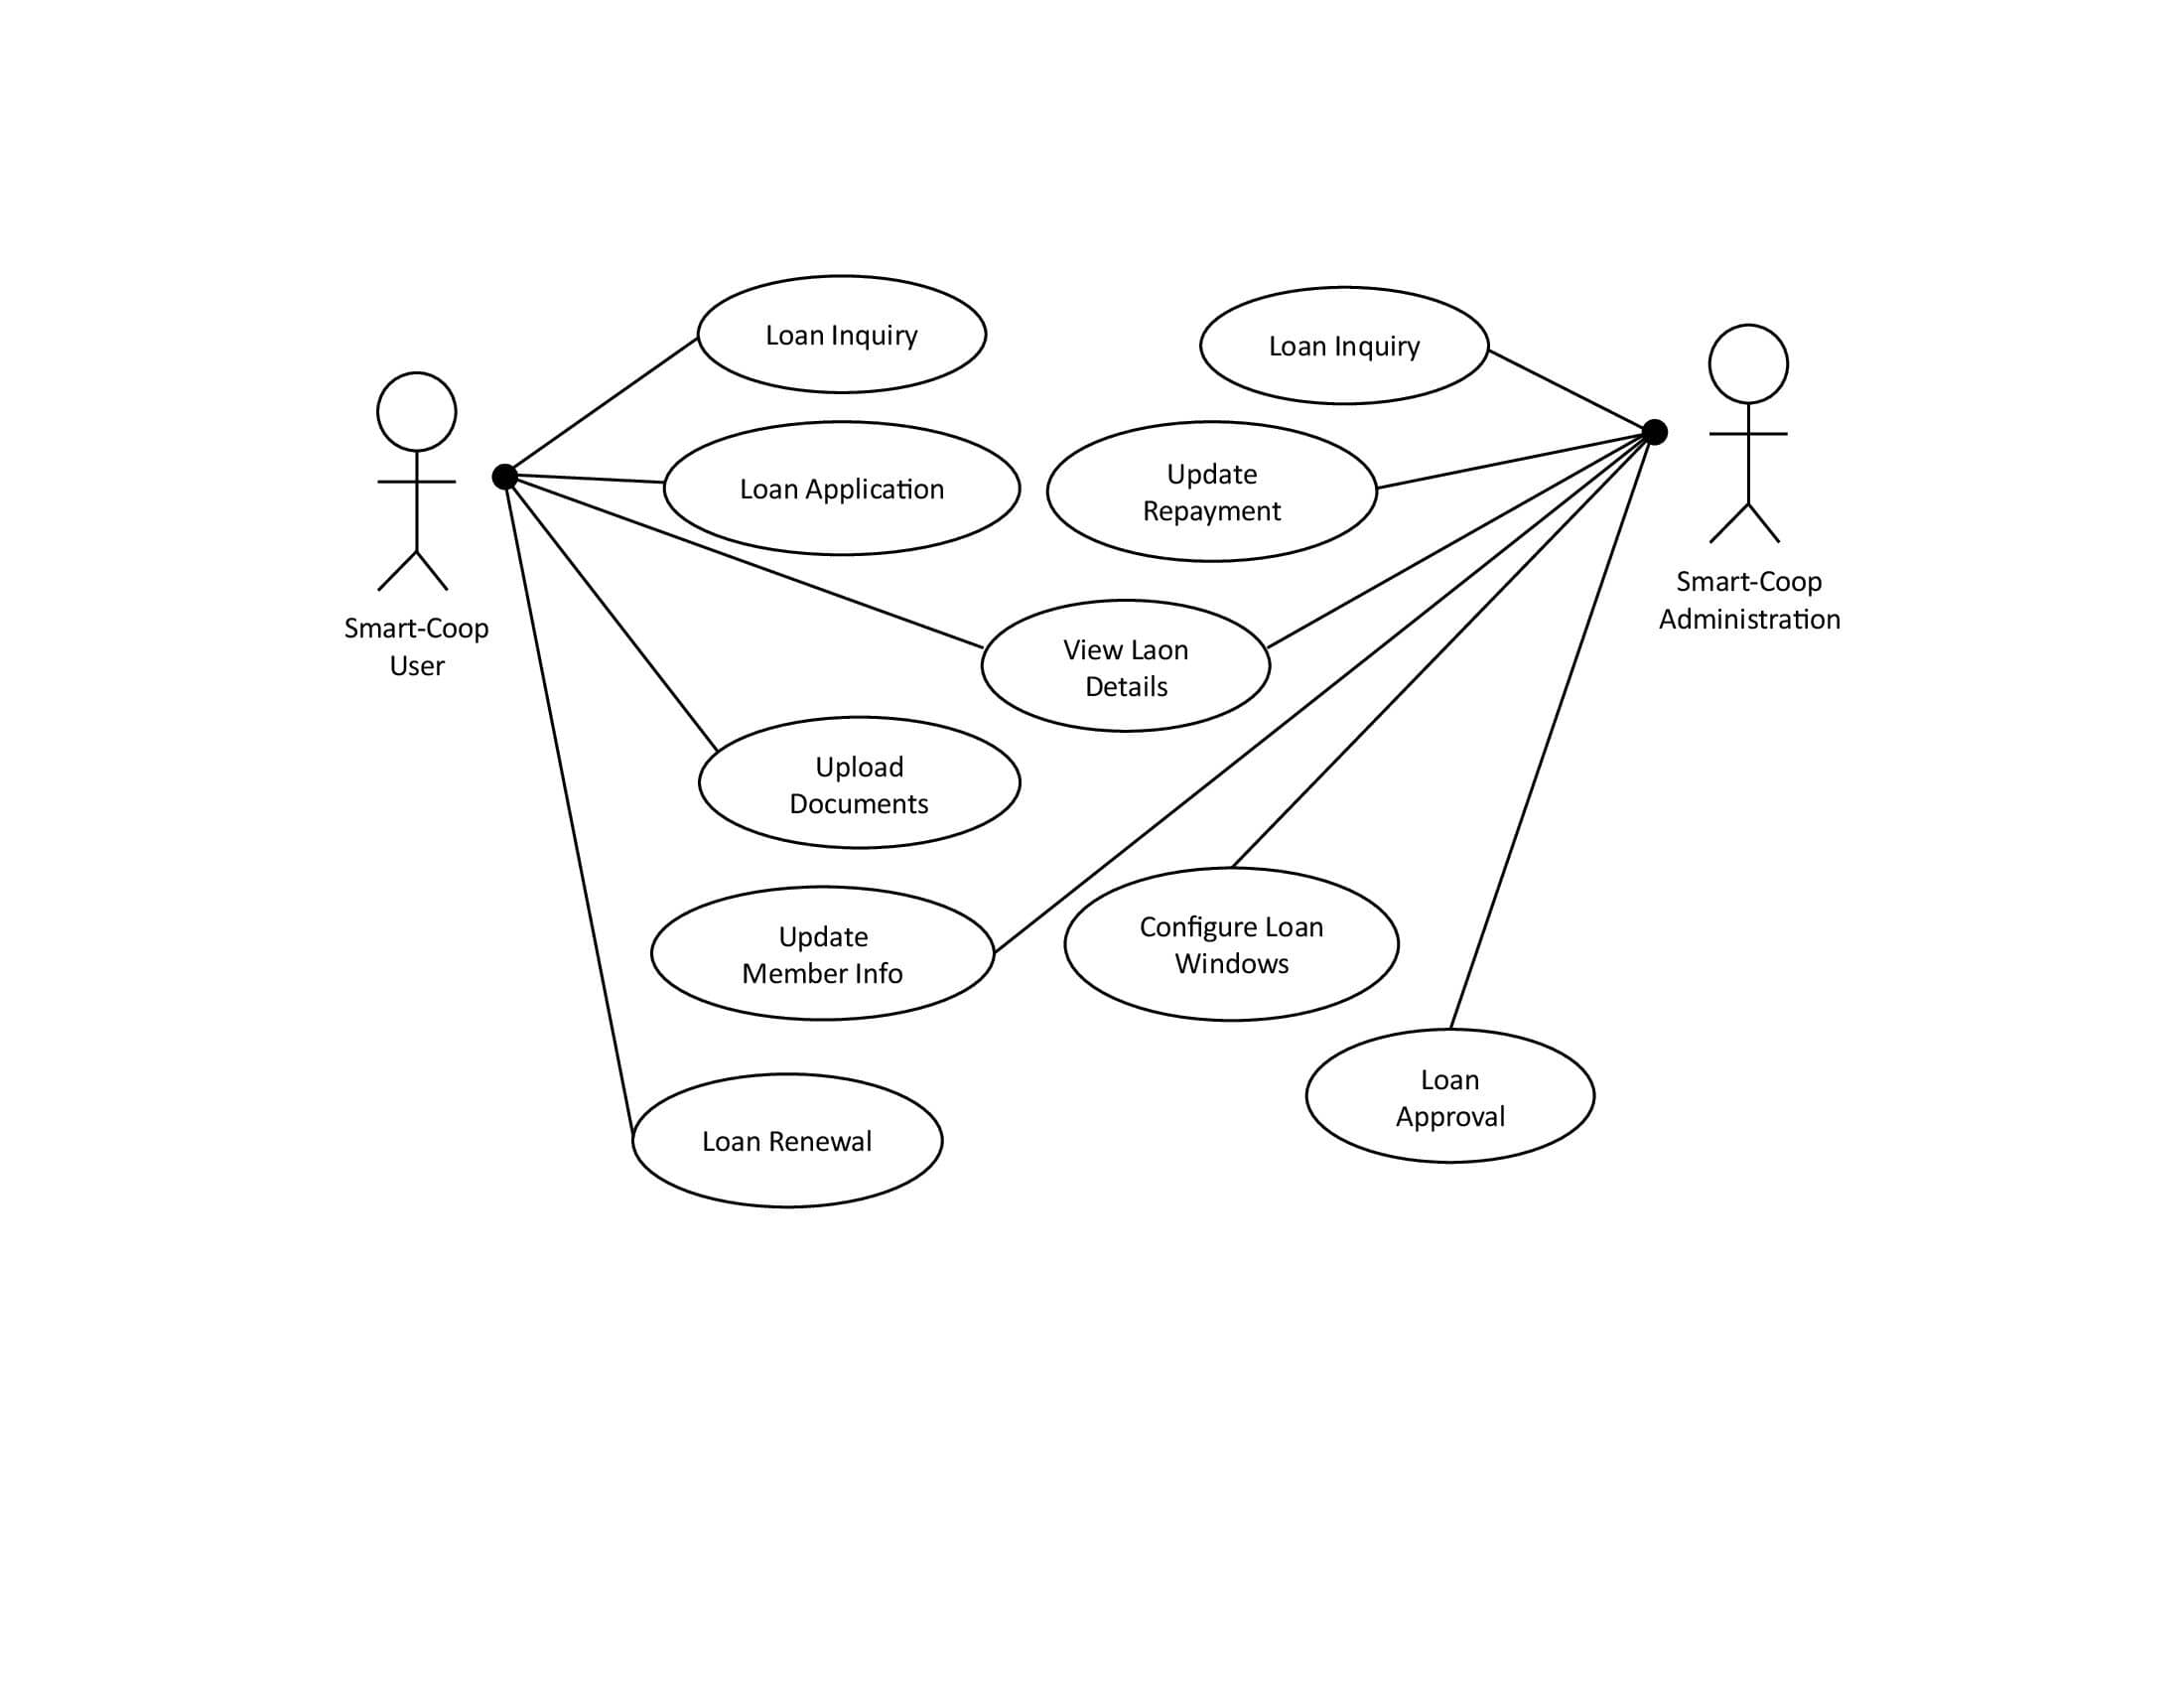 Loan Inquiry
Loan Inquiry
Loan Application
Update
Repayment
Smart-Coop
User
Smart-Coop
Administration
View Laon
Details
Upload
Documents
Update
Member Info
Configure Loan
Windows
Loan
Approval
Loan Renewal